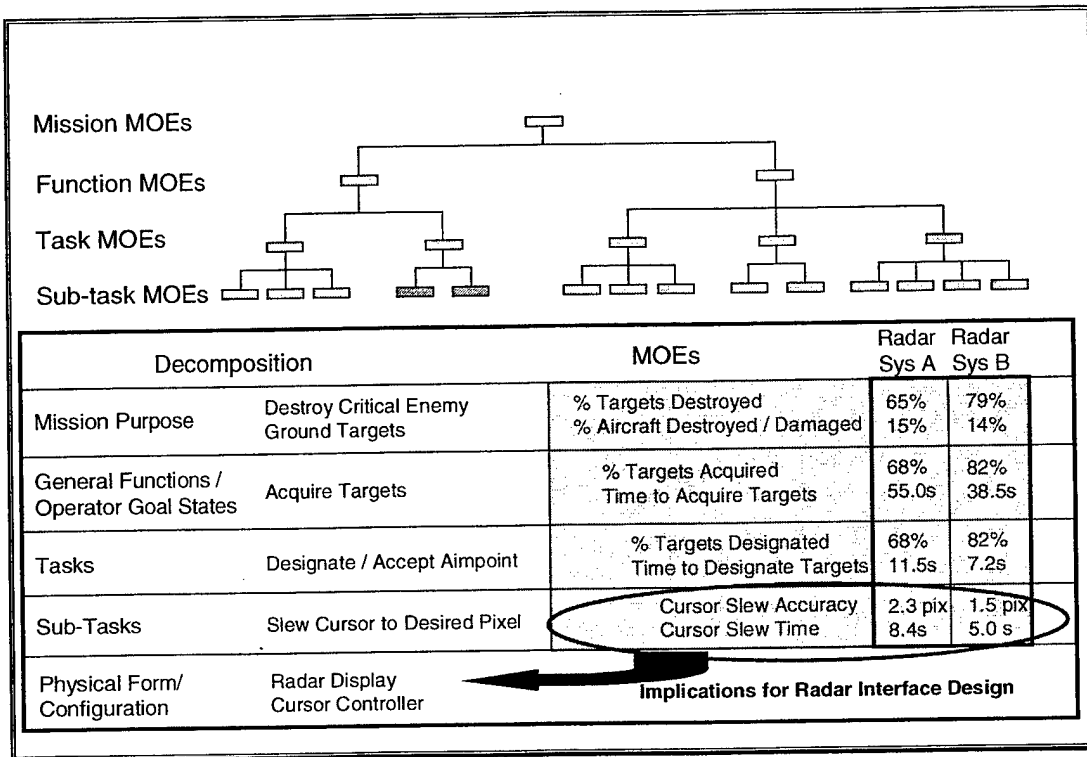 Mission MOEs
Function MOEs
Task MOEs
Sub-task MOEs
Decomposition MOEs Radar Radar
Sys A Sys B
Mission Purpose Destroy Critical Enemy % Targets Destroyed 65% 79%
Ground Targets % Aircraft Destroyed / Damaged 15% 14%
General Functions / % Targets Acquired 68% 82%
Operator Goal States Acquire Targets Time to Acquire Targets 55.0s 38.5s
Tasks Designate / Accept Aimpoint % Targets Designated 68% 82%
Time to Designate Targets 11.5s 7.2s
Sub-Tasks Slew Cursor to Desired Pixel Cursor Slew Accuracy 2.3 pix 1.5 pix
Cursor Slew Time 8.4s 5.0 s
Physical Form/ Radar Display Implications for Radar Interface Design
Configuration Cursor Controller